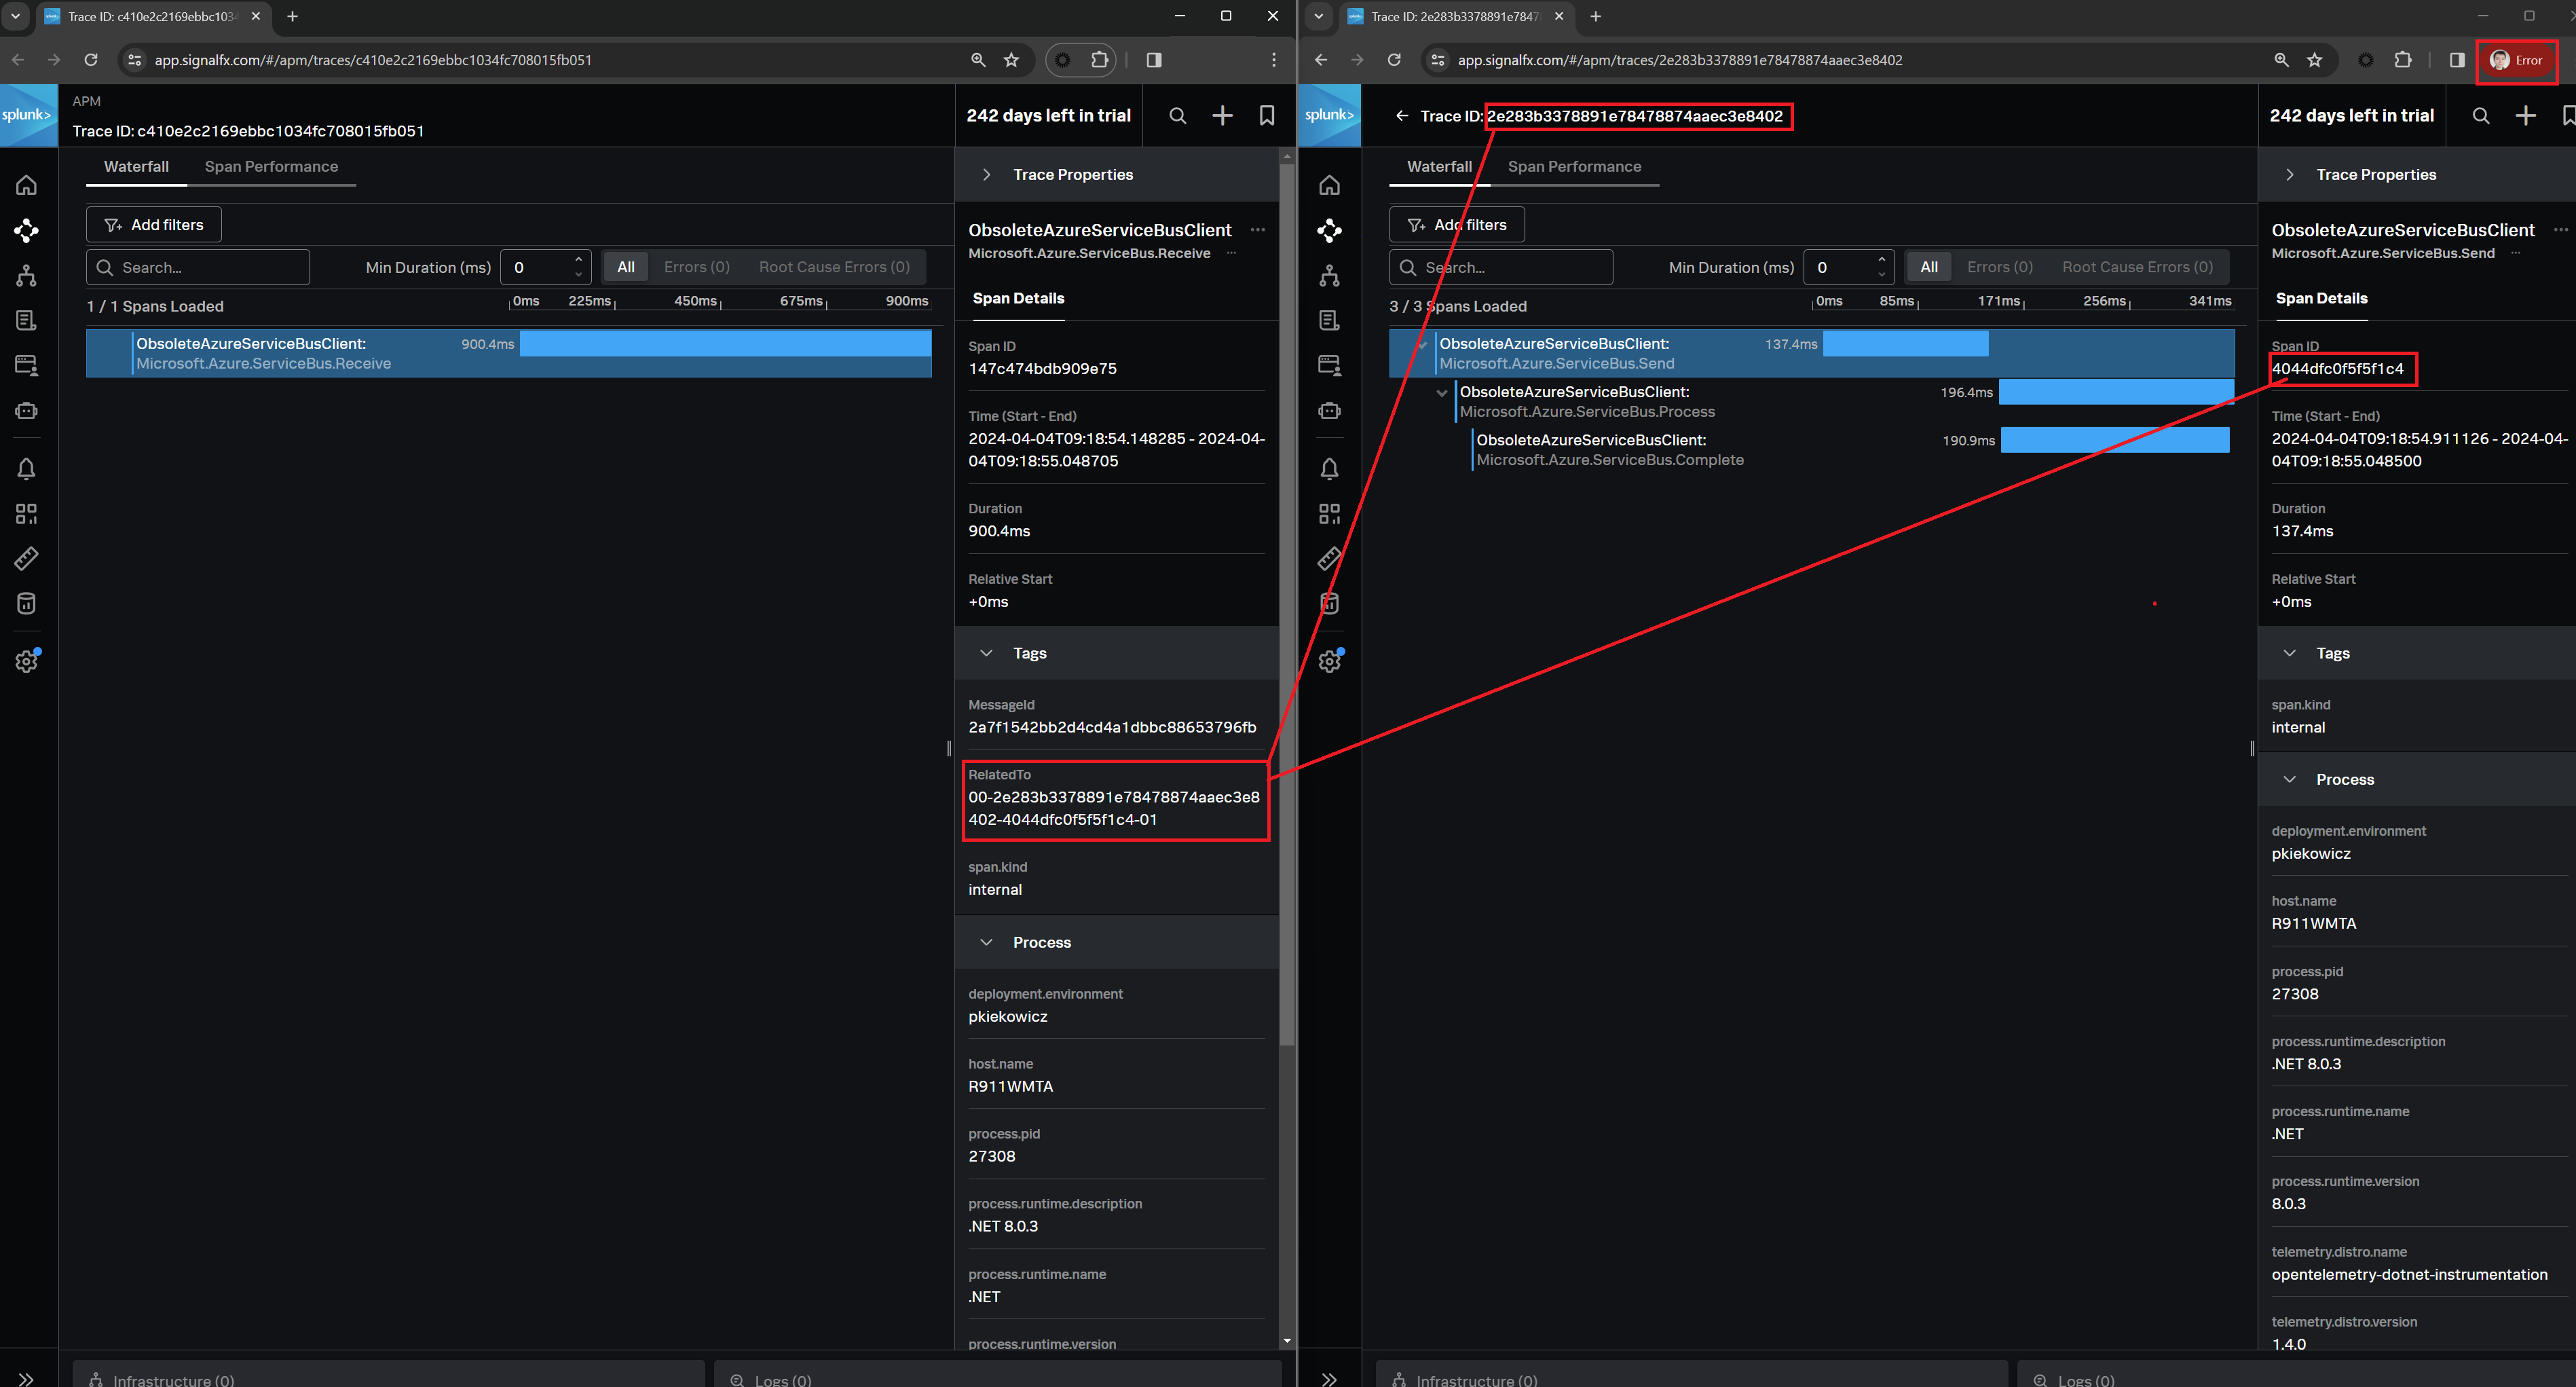 Trace ID: c410e2c2169ebbc1034
app.signalfx.com/#/apm/traces/c410e2c2169ebbc1034fc708015fb051
splunk>
APM
Trace ID: c410e2c2169ebbc1034fc708015fb051
242 days left in trial
Waterfall
Span Performance
Add filters
Search...
Min Duration (ms)
0
All
Errors (0)
Root Cause Errors (0)
1 / 1 Spans Loaded
0ms
225ms
450ms
675ms
900ms
ObsoleteAzureServiceBusClient:
900.4ms
Microsoft.Azure.ServiceBus.Receive
Trace Properties
ObsoleteAzureServiceBusClient
Microsoft.Azure.ServiceBus.Receive
Span Details
Span ID
147c474bdb909e75
Time (Start - End)
2024-04-04T09:18:54.148285 - 2024-04-
04T09:18:55.048705
Duration
900.4ms
Relative Start
+0ms
Tags
MessageId
2a7f1542bb2d4cd4a1dbbc88653796fb
RelatedTo
00-2e283b3378891e78478874aaec3e8
402-4044dfc0f5f5f1c4-01
span.kind
internal
Process
deployment.environment
pkiekowicz
host.name
R911WMTA
process.pid
27308
process.runtime.description
.NET 8.0.3
process.runtime.name
.NET
process.runtime.version
Infrastructure (0)
Logs (0)
Trace ID: 2e283b3378891e7847
app.signalfx.com/#/apm/traces/2e283b3378891e78478874aaec3e8402
Error
splunk>
Trace ID: 2e283b3378891e78478874aaec3e8402
242 days left in trial
Waterfall
Span Performance
Add filters
Search...
Min Duration (ms)
0
All
Errors (0)
Root Cause Errors (0)
3 / 3 Spans Loaded
0ms
85ms
171ms
256ms
341ms
ObsoleteAzureServiceBusClient:
137.4ms
Microsoft.Azure.ServiceBus.Send
ObsoleteAzureServiceBusClient:
196.4ms
Microsoft.Azure.ServiceBus.Process
ObsoleteAzureServiceBusClient:
190.9ms
Microsoft.Azure.ServiceBus.Complete
Trace Properties
ObsoleteAzureServiceBusClient
Microsoft.Azure.ServiceBus.Send
Span Details
Span ID
4044dfc0f5f5f1c4
Time (Start - End)
2024-04-04T09:18:54.911126 - 2024-04-
04T09:18:55.048500
Duration
137.4ms
Relative Start
+0ms
Tags
span.kind
internal
Process
deployment.environment
pkiekowicz
host.name
R911WMTA
process.pid
27308
process.runtime.description
.NET 8.0.3
process.runtime.name
.NET
process.runtime.version
8.0.3
telemetry.distro.name
opentelemetry-dotnet-instrumentation
telemetry.distro.version
1.4.0
Infrastructure (0)
Logs (0)